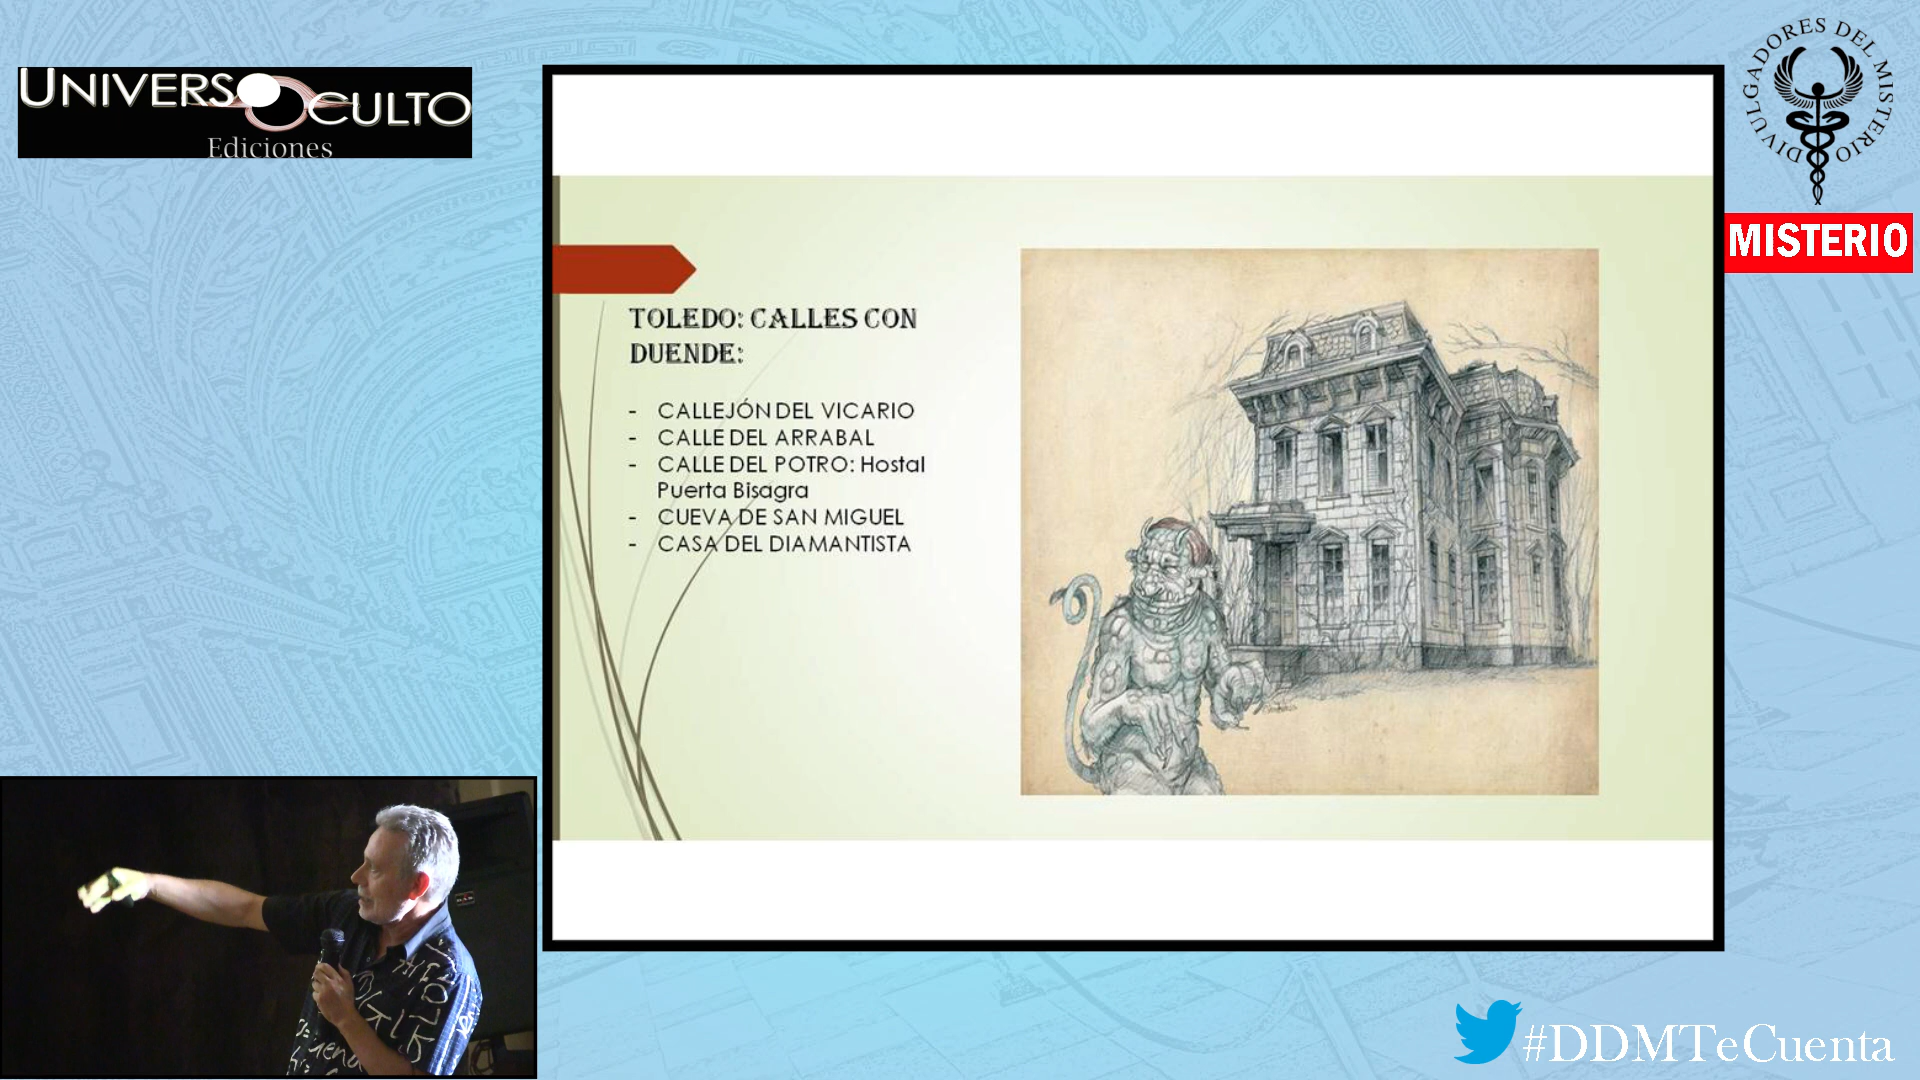 UNIVERSO OCULTO
Ediciones
DIVULGADORES DEL MISTERIO
MISTERIO
TOLEDO: CALLES CON
DUENDE:
- CALLEJÓN DEL VICARIO
- CALLE DEL ARRABAL
- CALLE DEL POTRO: Hostal
Puerta Bisagra
- CUEVA DE SAN MIGUEL
- CASA DEL DIAMANTISTA
#DDMTeCuenta